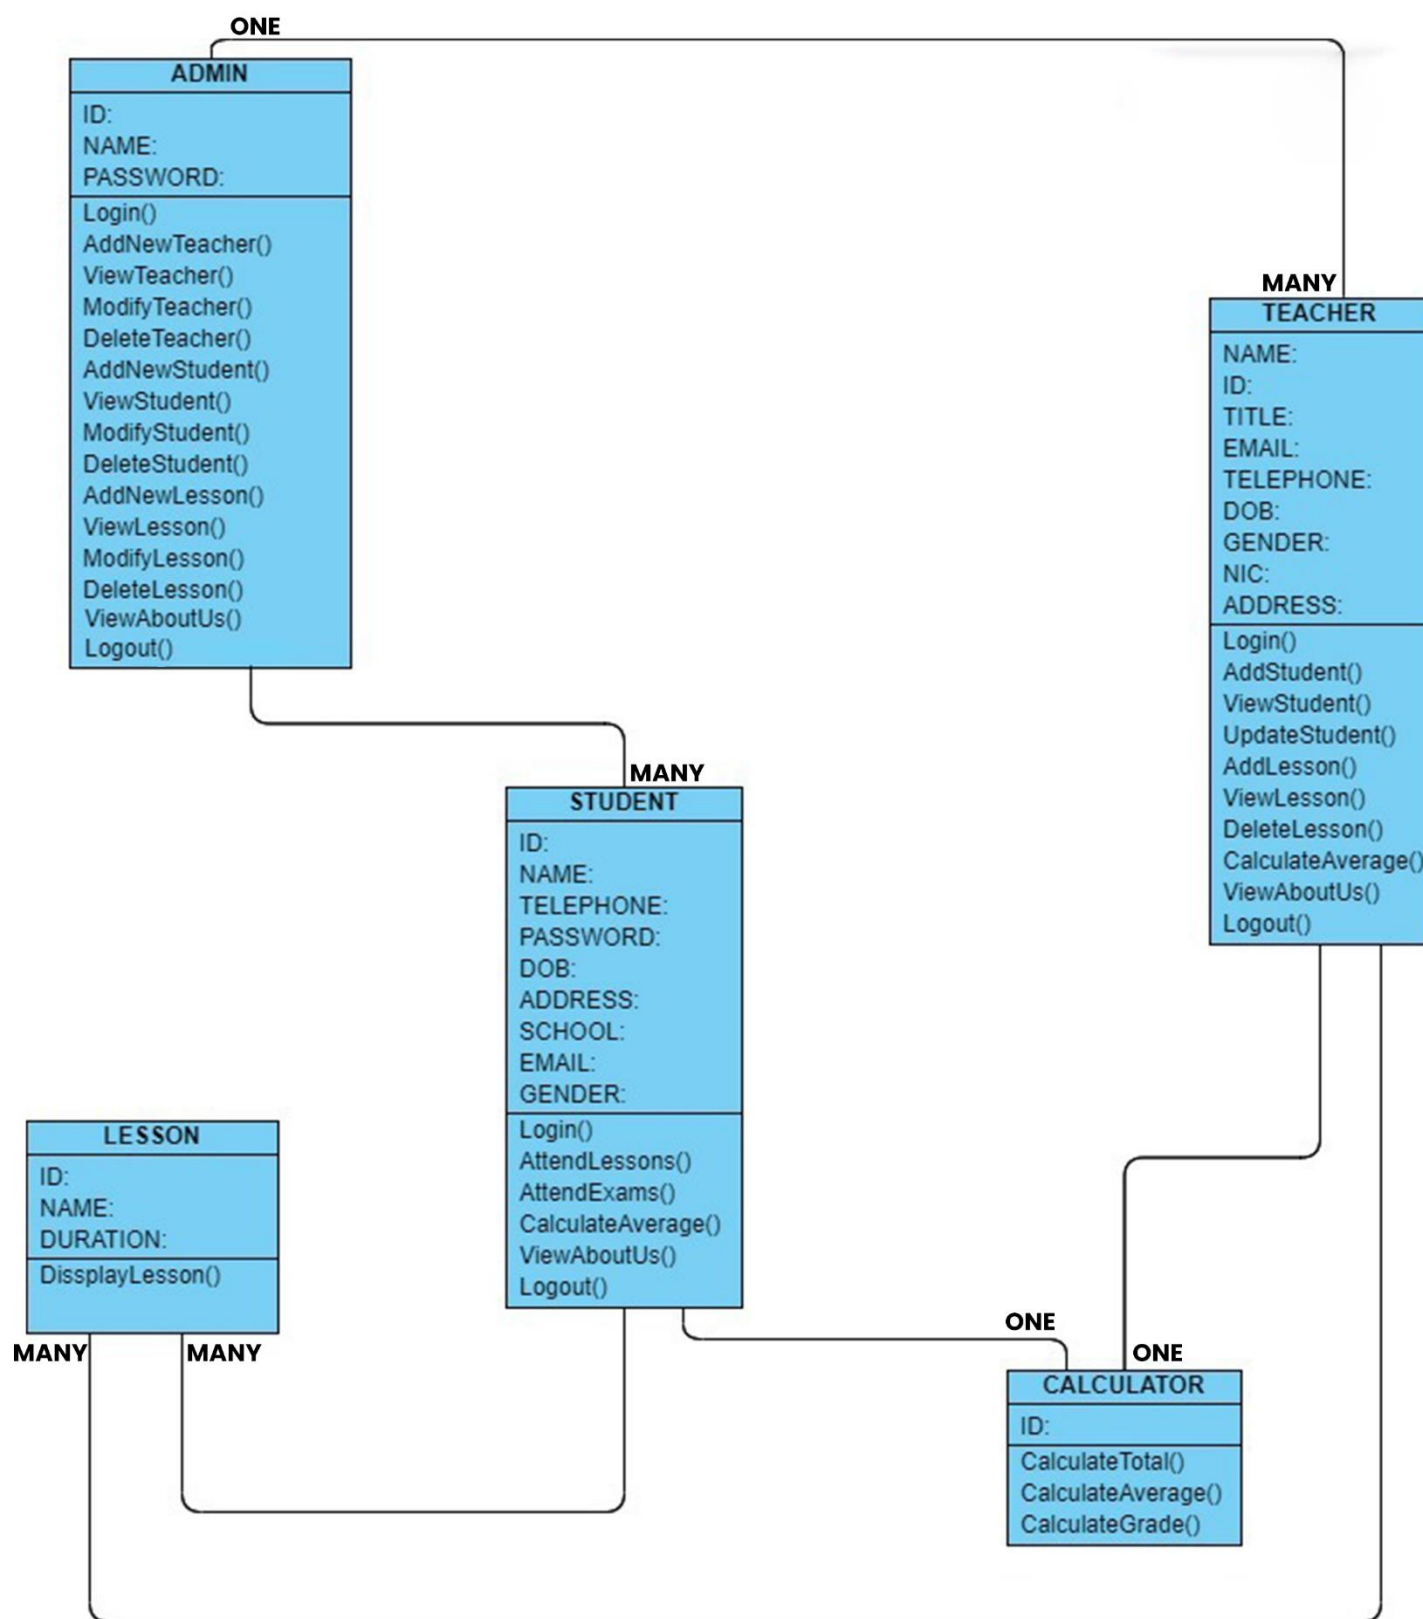 ONE
ADMIN
ID:
NAME:
PASSWORD:
Login()
AddNewTeacher()
ViewTeacher()
ModifyTeacher()
DeleteTeacher()
AddNewStudent()
ViewStudent()
ModifyStudent()
DeleteStudent()
AddNewLesson()
ViewLesson()
ModifyLesson()
DeleteLesson()
ViewAboutUs()
Logout()
MANY
TEACHER
NAME:
ID:
TITLE:
EMAIL:
TELEPHONE:
DOB:
GENDER:
NIC:
ADDRESS:
Login()
AddStudent()
ViewStudent()
UpdateStudent()
AddLesson()
ViewLesson()
DeleteLesson()
CalculateAverage()
ViewAboutUs()
Logout()
MANY
STUDENT
ID:
NAME:
TELEPHONE:
PASSWORD:
DOB:
ADDRESS:
SCHOOL:
EMAIL:
GENDER:
Login()
AttendLessons()
AttendExams()
CalculateAverage()
ViewAboutUs()
Logout()
LESSON
ID:
NAME:
DURATION:
DissplayLesson()
MANY
MANY
ONE
ONE
CALCULATOR
ID:
CalculateTotal()
CalculateAverage()
CalculateGrade()